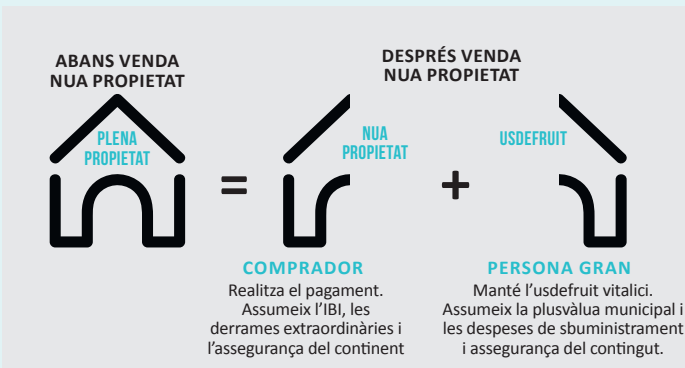 ABANS VENDA
NUA PROPIETAT
DESPRÉS VENDA
NUA PROPIETAT
PLENA
PROPIETAT
NUA
PROPIETAT
USDEFRUIT
=
+
COMPRADOR
Realitza el pagament.
Assumeix l’IBI, les
derrames extraordinàries i
l’assegurança del continent
PERSONA GRAN
Manté l’usdefruit vitalici.
Assumeix la plusvàlua municipal i
les despeses de sbuministrament
i assegurança del contingut.